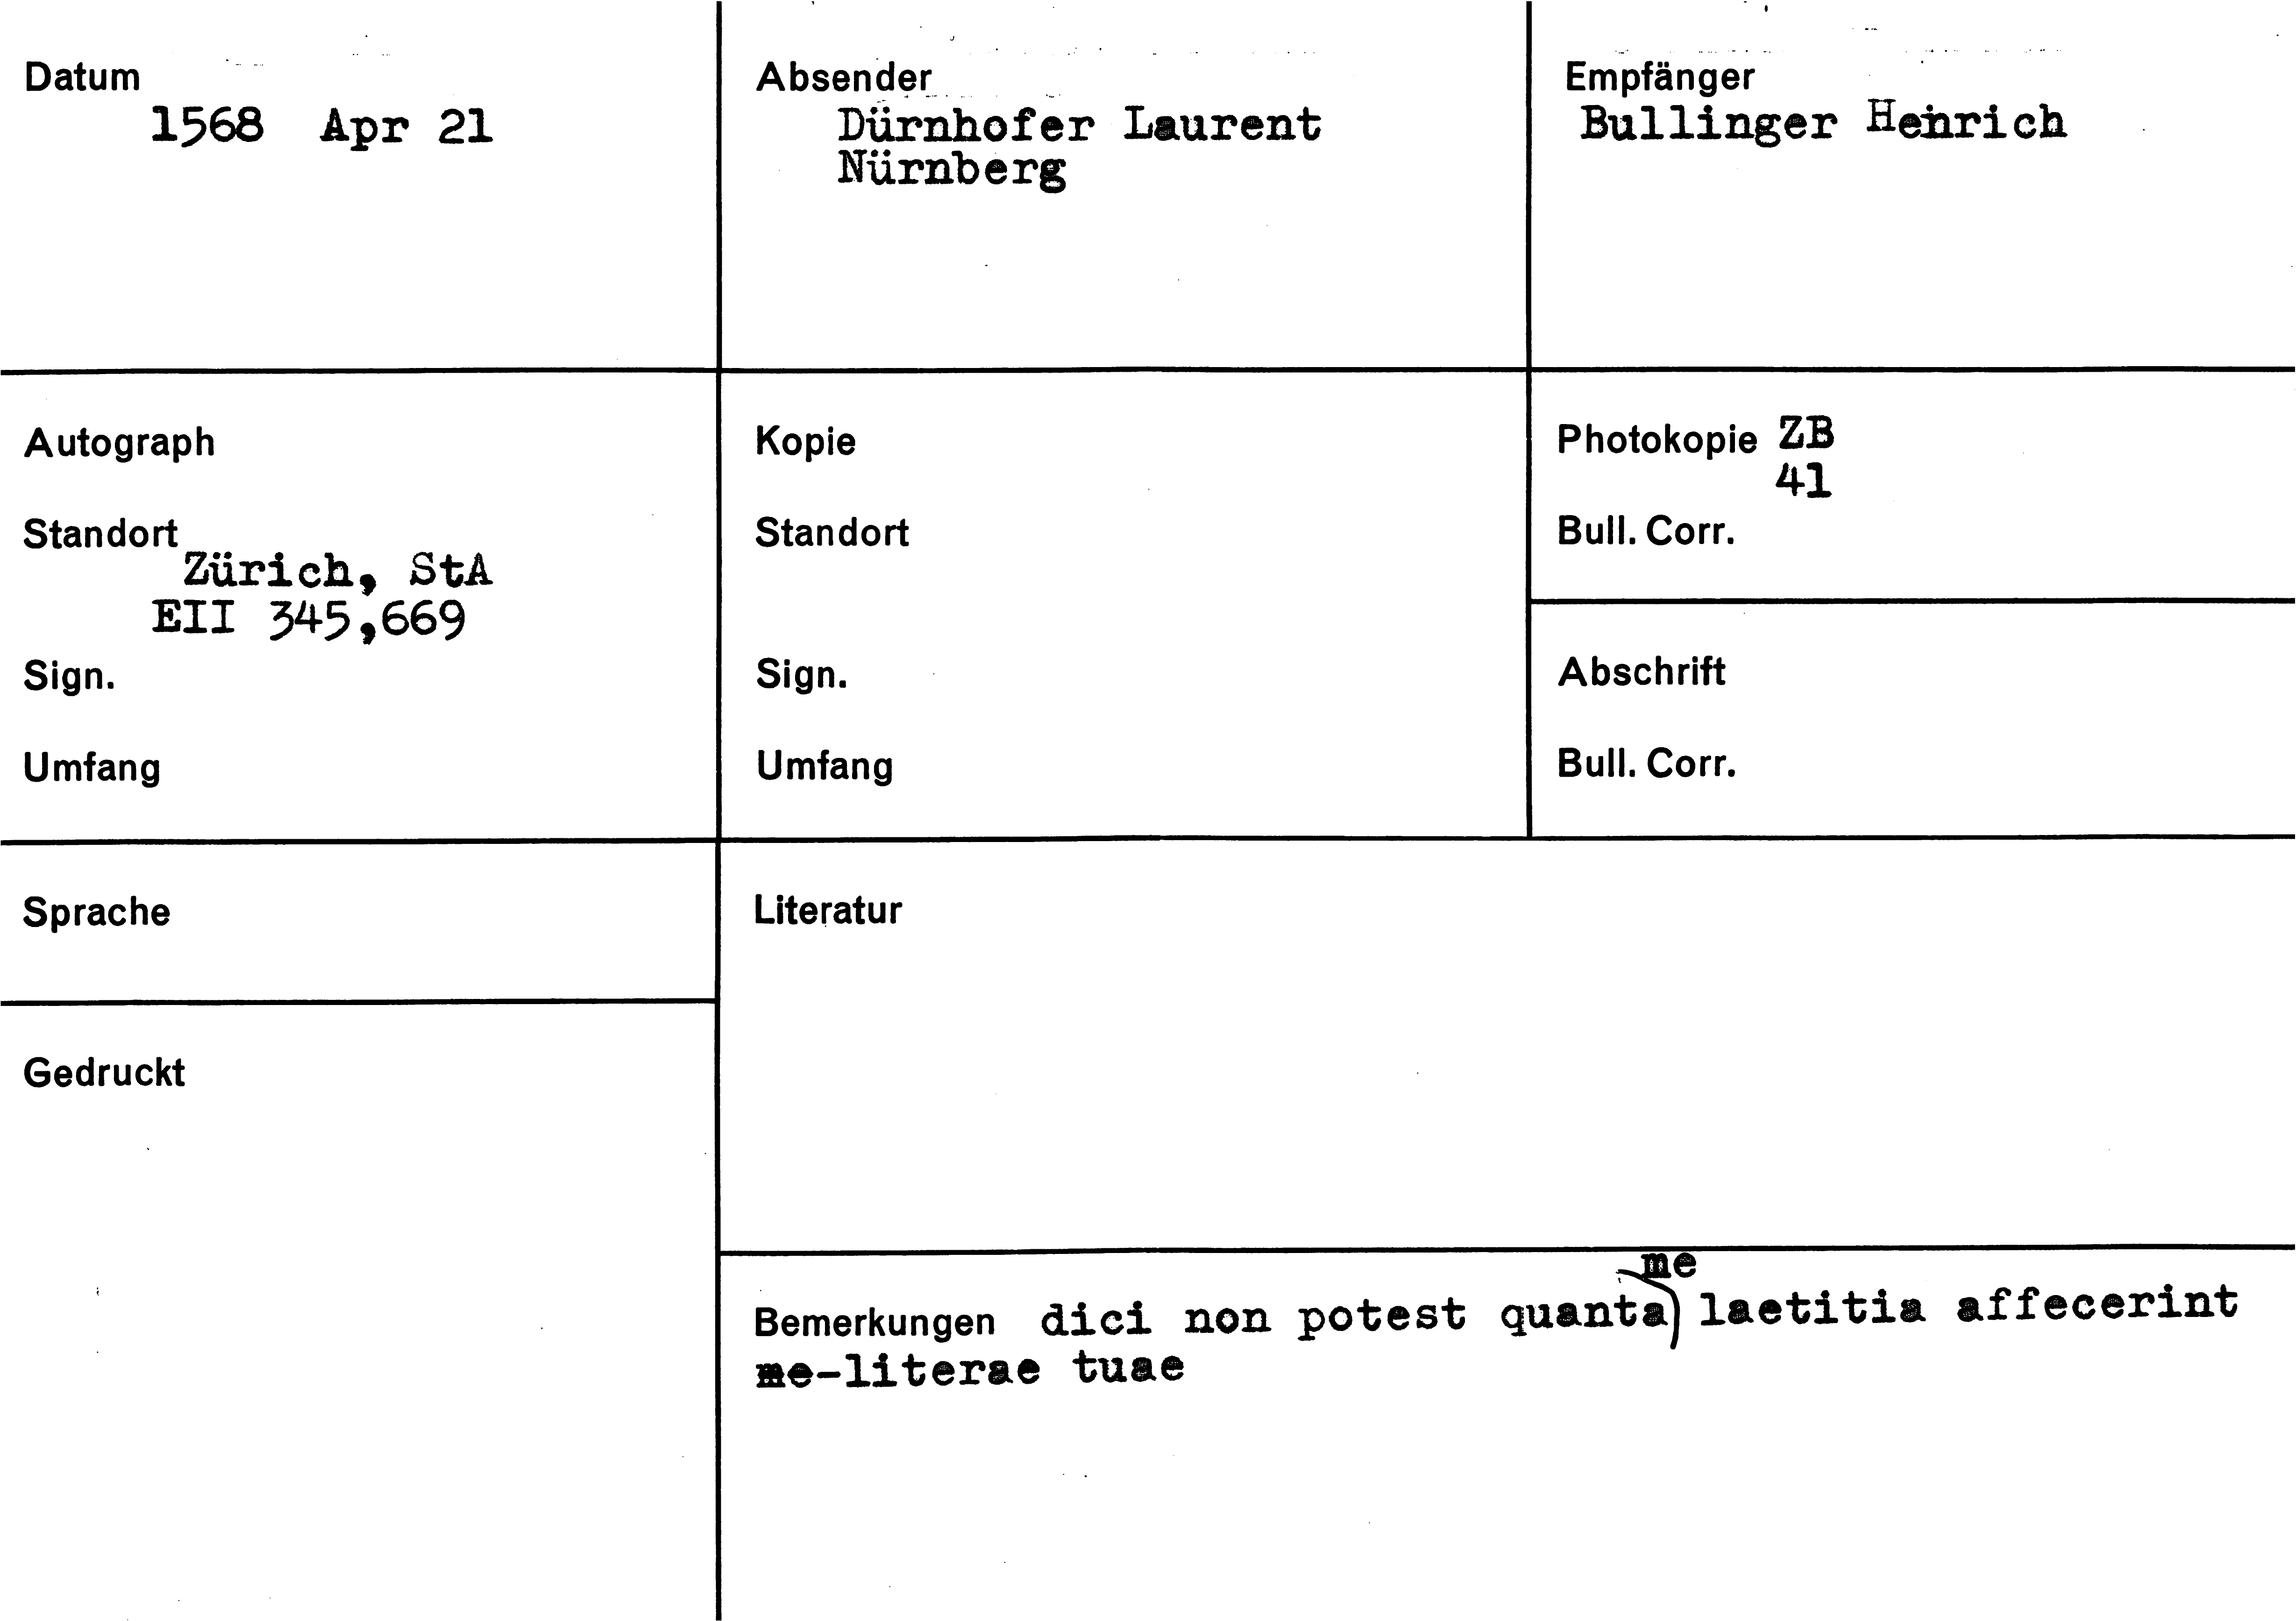 Datum
1568 Apr 21
Absender
Dürnhofer Laurent
Nürnberg
Empfänger
Bullinger Henrich
Autograph
Standort
Zürich, StA
EII 345,669
Sign.
Umfang
Kopie
Standort
Sign.
Umfang
Photokopie ZB
41
Bull. Corr.
Abschrift
Bull. Corr.
Sprache
Gedruckt
Literatur
me
Bemerkungen dici non potest quanta laetitia affecerint
me-literae tuae